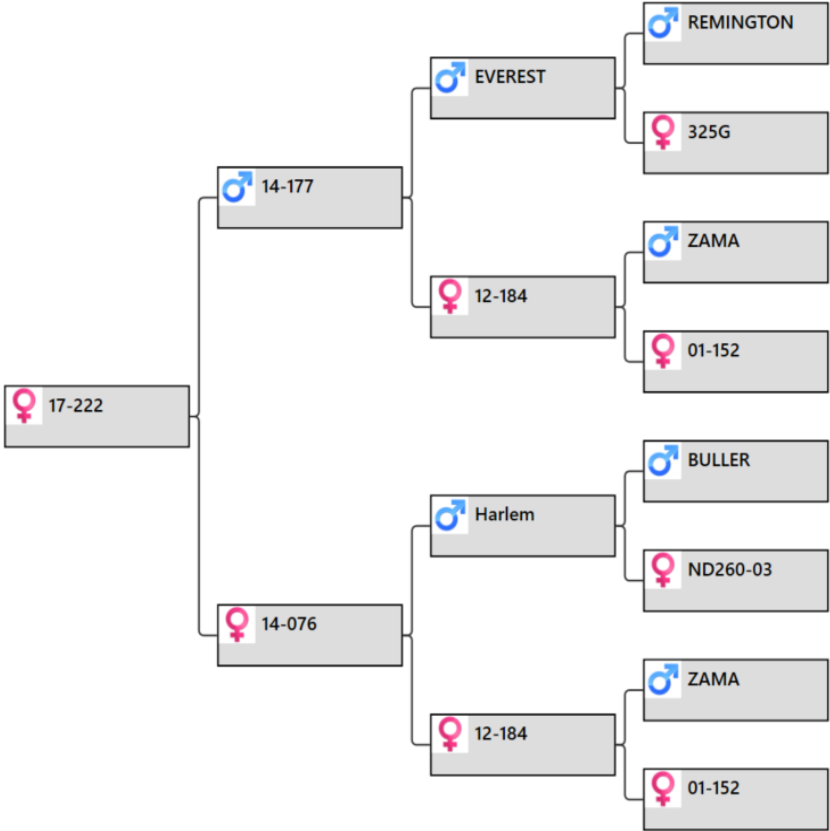 REMINGTON
EVEREST
325G
14-177
ZAMA
12-184
01-152
17-222
BULLER
Harlem
ND260-03
14-076
ZAMA
12-184
01-152